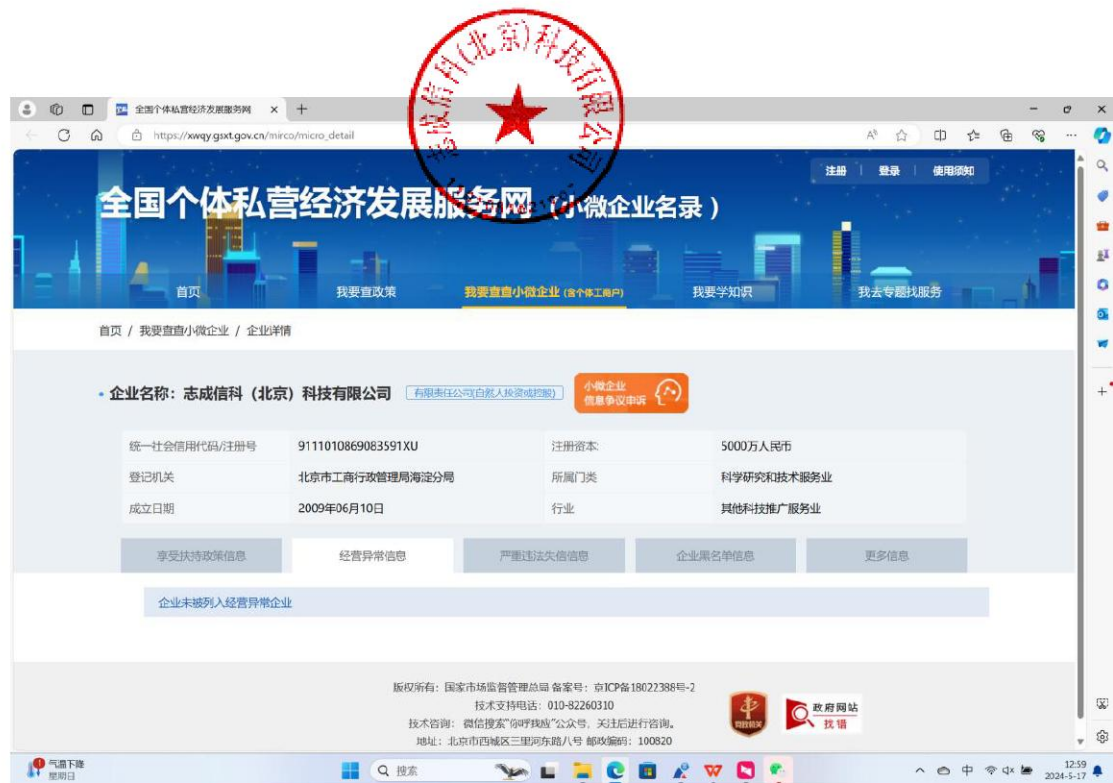 志成信科(北京)科技有限公司
全国个体私营经济发展服务网
https://xwqy.gsxt.gov.cn/mirco/micro_detail
注册 登录 使用须知
全国个体私营经济发展服务网（小微企业名录）
首页 我要查政策 我要查查小微企业 (含个体工商户) 我要学知识 我去专题找服务
首页 / 我要查查小微企业 / 企业详情
企业名称：志成信科（北京）科技有限公司 有限责任公司(自然人投资或控股) 小微企业
信息争议申诉
统一社会信用代码/注册号 9111010869083591XU 注册资本: 5000万人民币
登记机关 北京市工商行政管理局海淀分局 所属门类 科学研究和技术服务业
成立日期 2009年06月10日 行业 其他科技推广服务业
享受扶持政策信息 经营异常信息 严重违法失信信息 企业黑名单信息 更多信息
企业未被列入经营异常企业
版权所有：国家市场监督管理总局 备案号：京ICP备18022388号-2
技术支持电话：010-82260310
技术咨询：微信搜索“你呼我应”公众号，关注后进行咨询。
地址：北京市西城区三里河东路八号 邮政编码：100820
党政机关
政府网站
找错
气温下降
星期日
搜索
中
12:59
2024-5-17